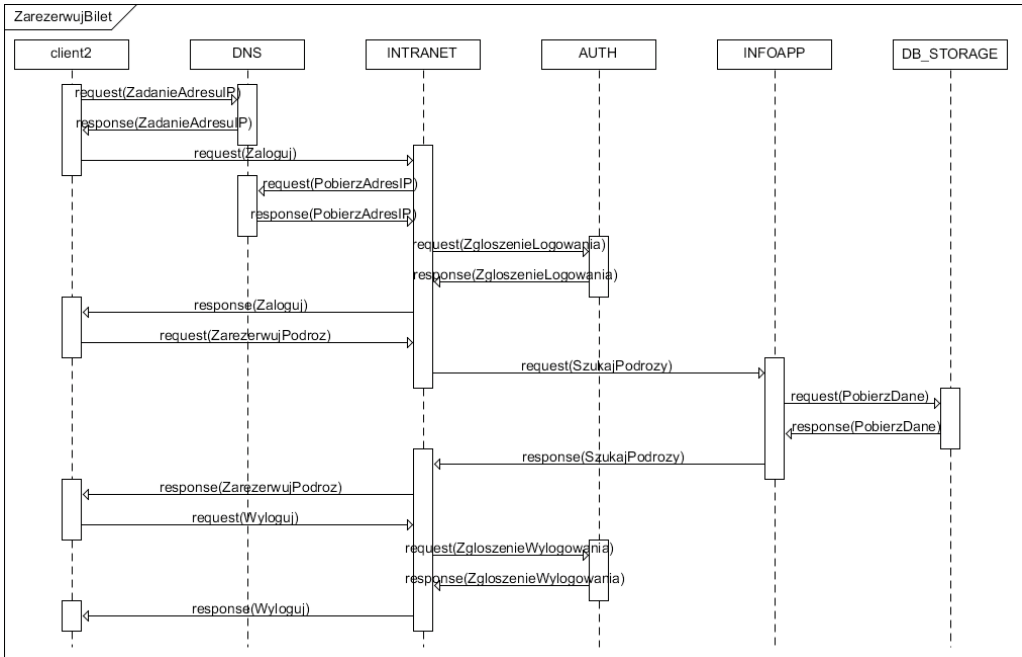 ZarezerwujBilet
client2
DNS
INTRANET
AUTH
INFOAPP
DB_STORAGE
request(ZadanieAdresuIP)
response(ZadanieAdresuIP)
request(Zaloguj)
request(PobierzAdresIP)
response(PobierzAdresIP)
request(ZgloszenieLogowania)
response(ZgloszenieLogowania)
response(Zaloguj)
request(ZarezerwujPodroz)
request(SzukajPodrozy)
request(PobierzDane)
response(PobierzDane)
response(SzukajPodrozy)
response(ZarezerwujPodroz)
request(Wyloguj)
request(ZgloszenieWylogowania)
response(ZgloszenieWylogowania)
response(Wyloguj)